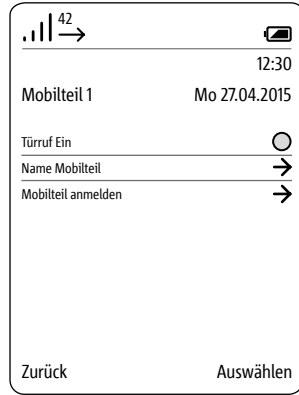 42
12:30
Mobilteil 1 Mo 27.04.2015
Türruf Ein
Name Mobilteil
Mobilteil anmelden
Zurück Auswählen